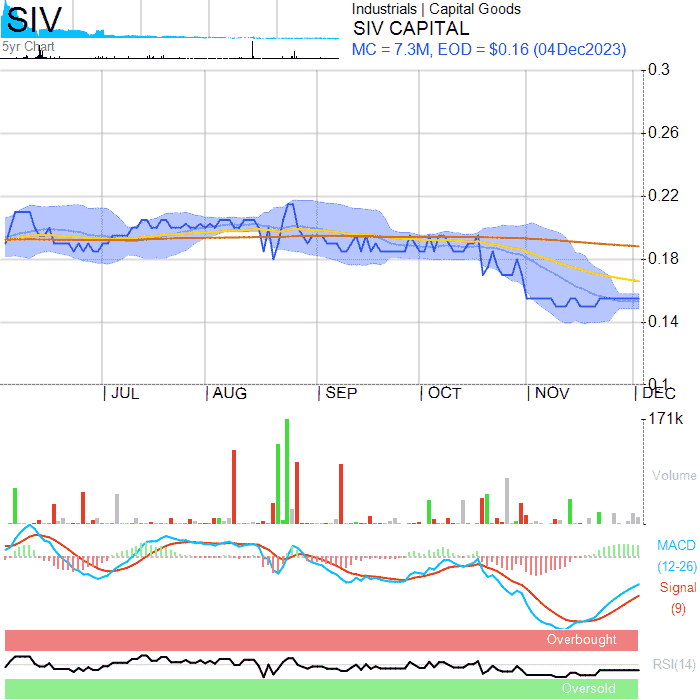 SIV
5yr Chart
Industrials | Capital Goods
SIV CAPITAL
MC = 7.3M, EOD = $0.16 (04Dec2023)
0.3
0.26
0.22
0.18
0.14
0.1
JUL AUG SEP OCT NOV DEC
171k
Volume
MACD
(12-26)
Signal
(9)
Overbought
RSI(14)
Oversold